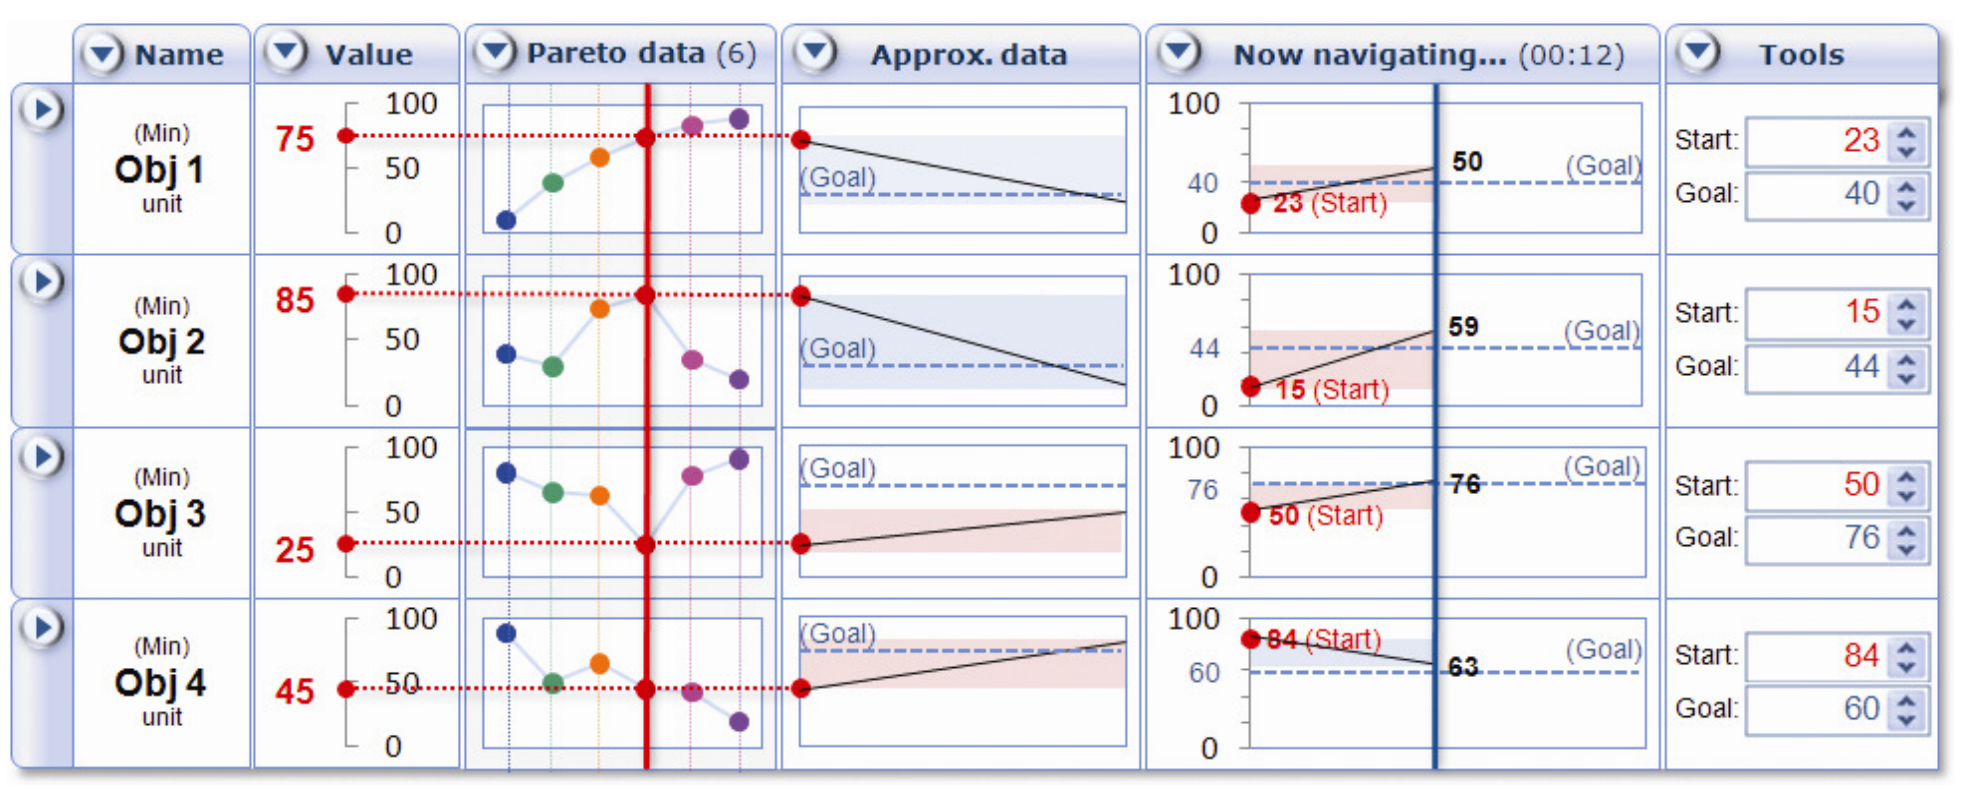 Name Value Pareto data (6) Approx. data Now navigating... (00:12) Tools
(Min)
Obj 1
unit
75
100
50
0
(Goal)
100
40
0
23 (Start)
50
(Goal)
Start: 23
Goal: 40
(Min)
Obj 2
unit
85
100
50
0
(Goal)
100
44
0
15 (Start)
59
(Goal)
Start: 15
Goal: 44
(Min)
Obj 3
unit
25
100
50
0
(Goal)
100
76
0
50 (Start)
76
(Goal)
Start: 50
Goal: 76
(Min)
Obj 4
unit
45
100
50
0
(Goal)
100
60
0
84 (Start)
63
(Goal)
Start: 84
Goal: 60